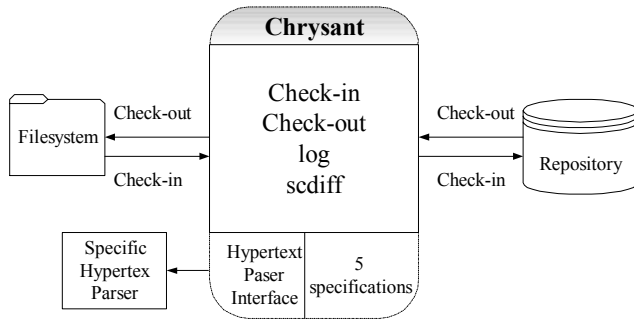 Chrysant
Check-in
Check-out
log
scdiff
Check-out
Filesystem
Check-in
Check-out
Repository
Check-in
Specific
Hypertex
Parser
Hypertext
Paser
Interface
5
specifications